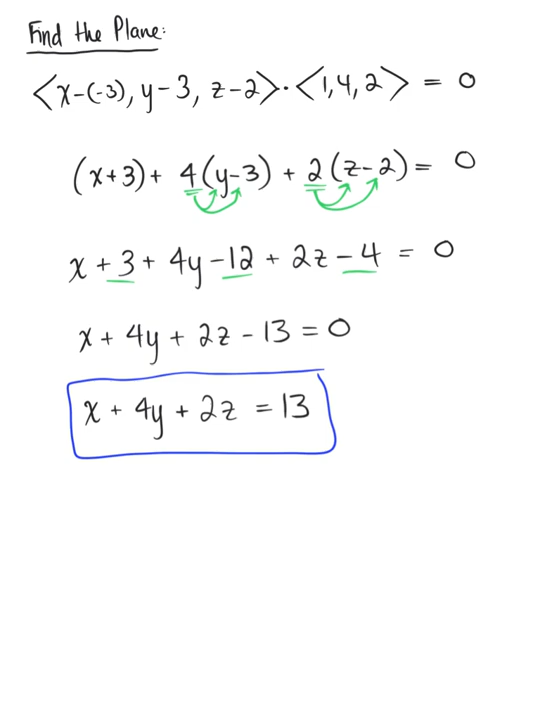 Find the Plane:
<x-(-3), y-3, z-2>·<1,4,2> = 0
(x+3)+ 4(y-3) + 2(z-2)= 0
x + 3 + 4y -12 + 2z - 4 = 0
x + 4y + 2z - 13 = 0
x + 4y + 2z = 13